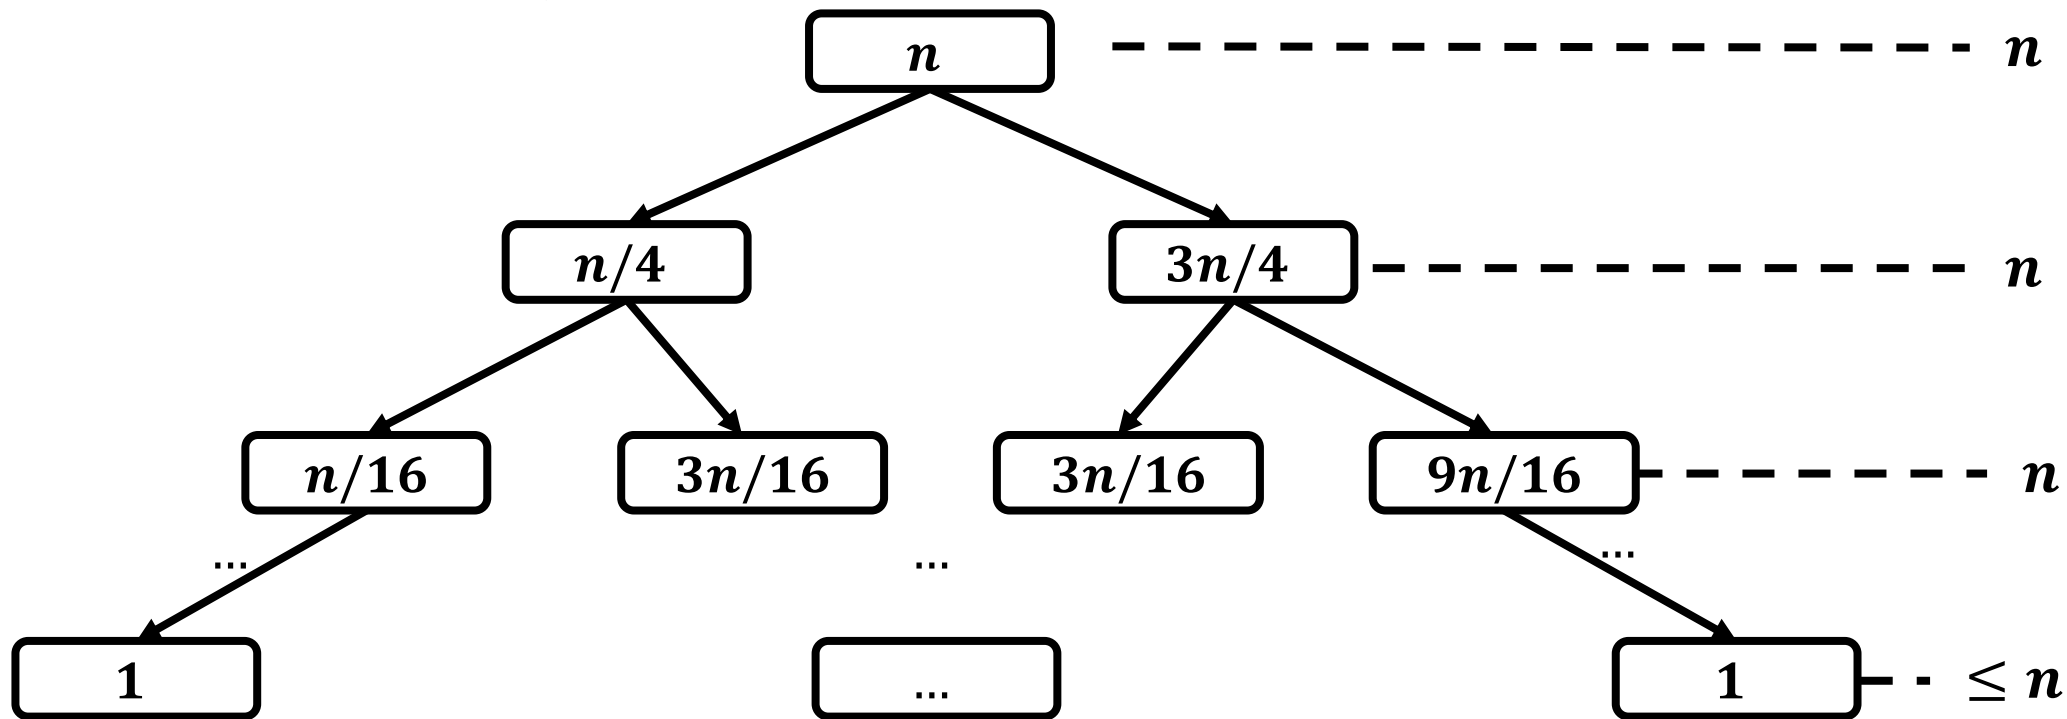 n n
n/4 3n/4 n
n/16 3n/16 3n/16 9n/16 n
... ... ...
1 ... 1 ≤ n